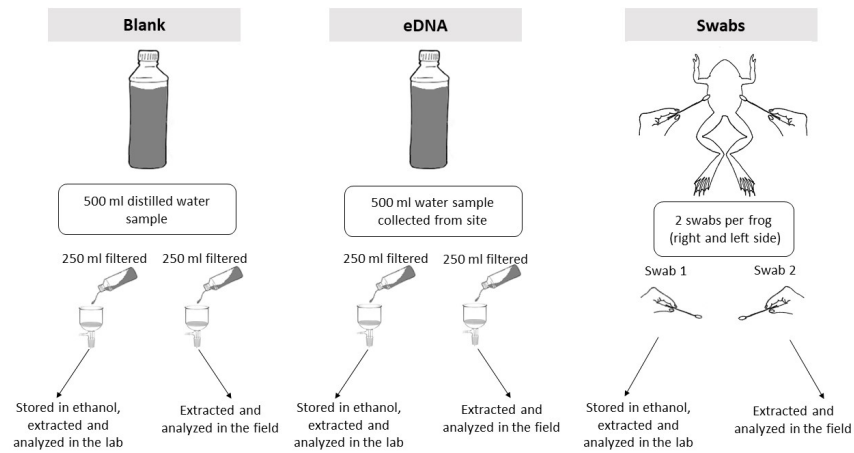 Blank
500 ml distilled water
sample
250 ml filtered
250 ml filtered
Stored in ethanol,
extracted and
analyzed in the lab
Extracted and
analyzed in the field
eDNA
500 ml water sample
collected from site
250 ml filtered
250 ml filtered
Stored in ethanol,
extracted and
analyzed in the lab
Extracted and
analyzed in the field
Swabs
2 swabs per frog
(right and left side)
Swab 1
Swab 2
Stored in ethanol,
extracted and
analyzed in the lab
Extracted and
analyzed in the field